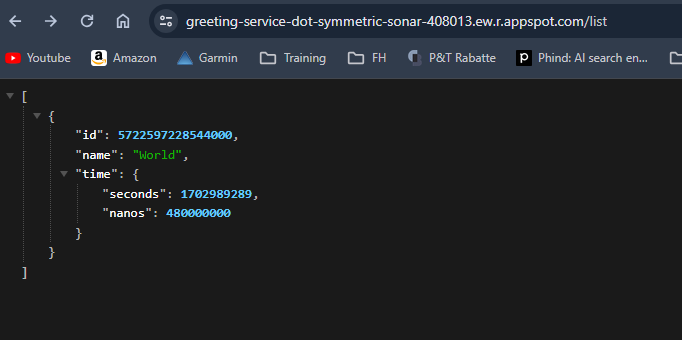 greeting-service-dot-symmetric-sonar-408013.ew.r.appspot.com/list
Youtube Amazon Garmin Training FH P&T Rabatte Phind: AI search en...
[
{
"id": 5722597228544000,
"name": "World",
"time": {
"seconds": 1702989289,
"nanos": 480000000
}
}
]